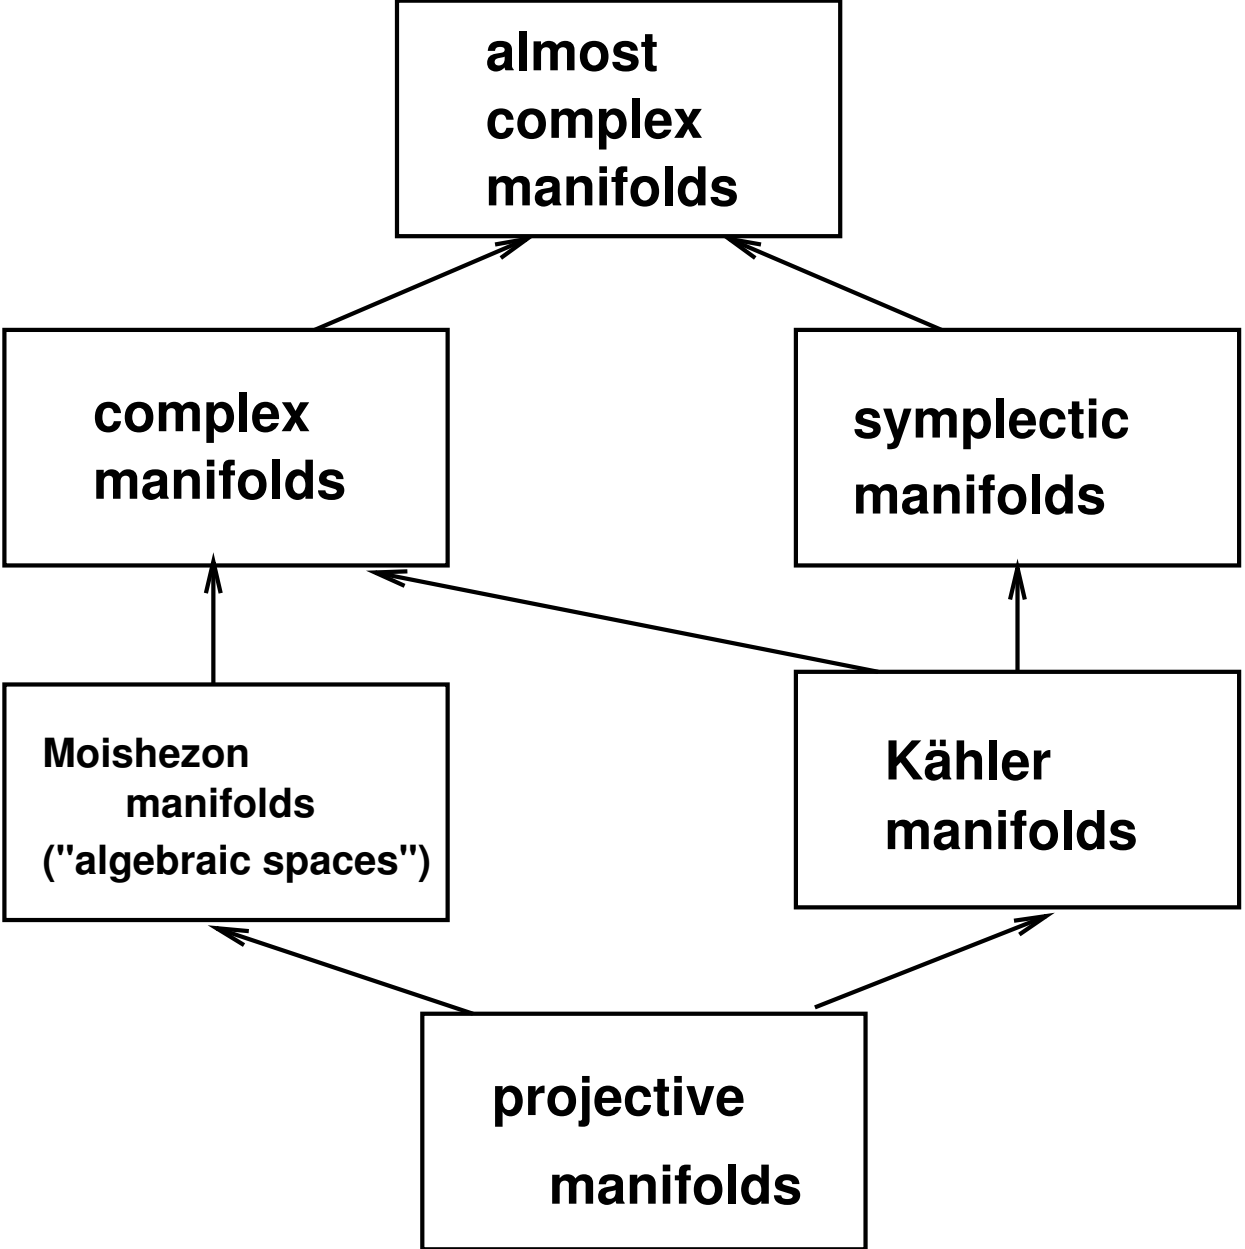 almost
complex
manifolds
complex
manifolds
symplectic
manifolds
Moishezon
manifolds
("algebraic spaces")
Kähler
manifolds
projective
manifolds